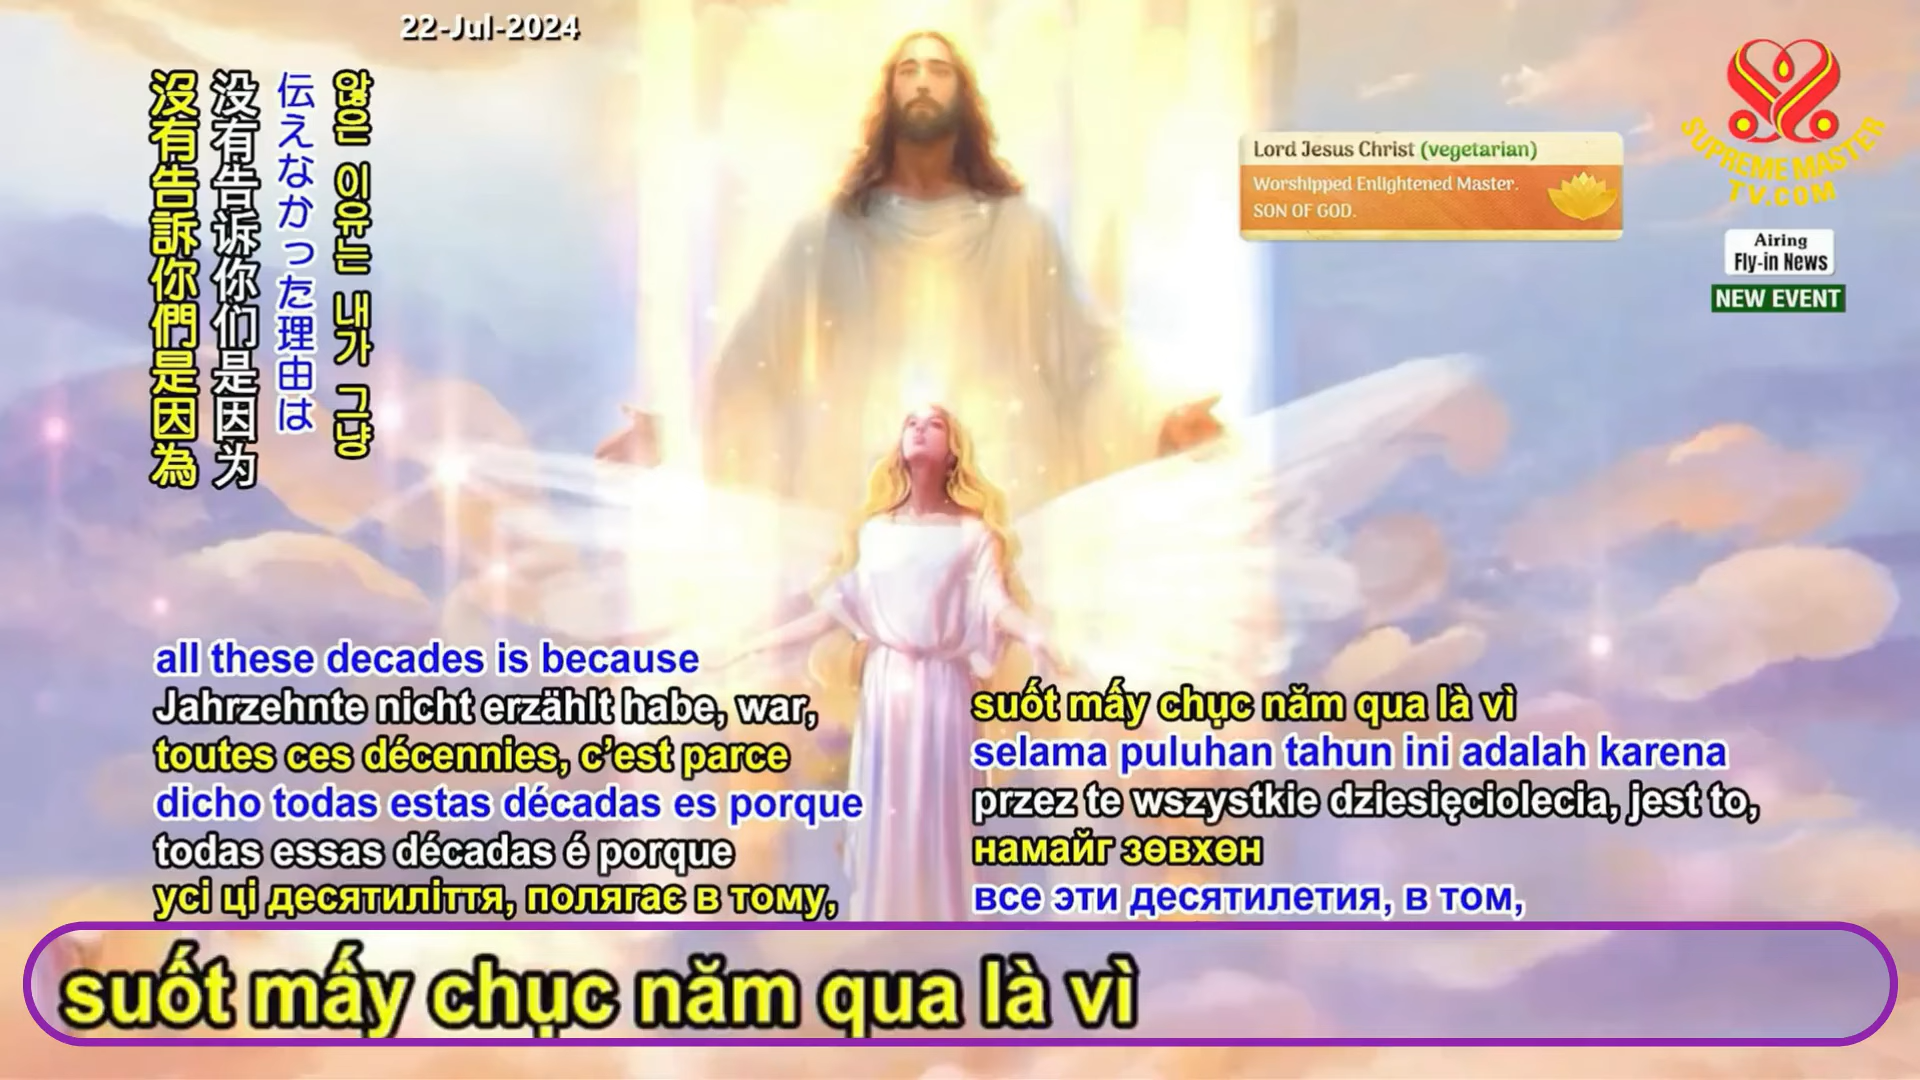 22-Jul-2024
않은 이유는 내가 그냥
伝えなかった理由は
没有告诉你们是因为
沒有告訴你們是因為
Lord Jesus Christ (vegetarian)
Worshipped Enlightened Master.
SON OF GOD.
SUPREME MASTER
TV.COM
Airing
Fly-in News
NEW EVENT
all these decades is because
Jahrzehnte nicht erzählt habe, war,
toutes ces décennies, c’est parce
dicho todas estas décadas es porque
todas essas décadas é porque
усі ці десятиліття, полягає в тому,
suốt mấy chục năm qua là vì
selama puluhan tahun ini adalah karena
przez te wszystkie dziesięciolecia, jest to,
намайг зөвхөн
все эти десятилетия, в том,
suốt mấy chục năm qua là vì